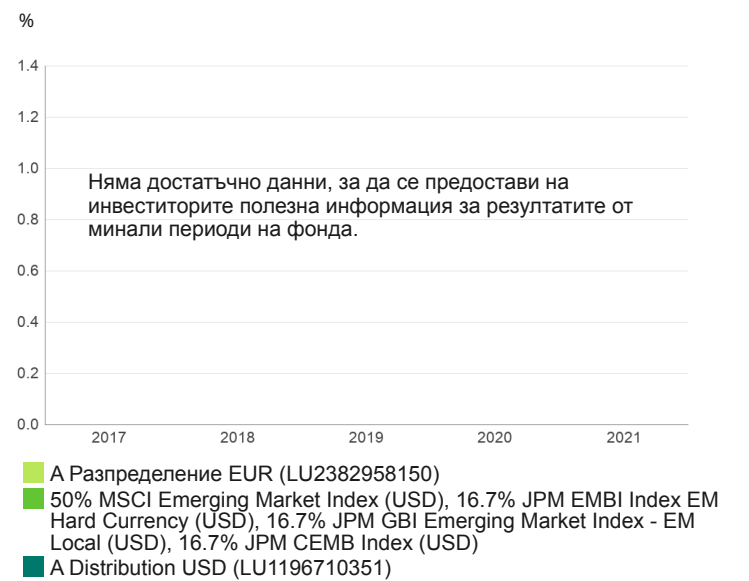 %
1.4
1.2
1.0
Няма достатъчно данни, за да се предостави на
инвеститорите полезна информация за резултатите от
0.8
минали периоди на фонда.
0.6
0.4
0.2
0.0
2017 2018 2019 2020 2021
А Разпределение EUR (LU2382958150)
50% MSCI Emerging Market Index (USD), 16.7% JPM EMBI Index EM
Hard Currency (USD), 16.7% JPM GBI Emerging Market Index - EM
Local (USD), 16.7% JPM CEMB Index (USD)
A Distribution USD (LU1196710351)